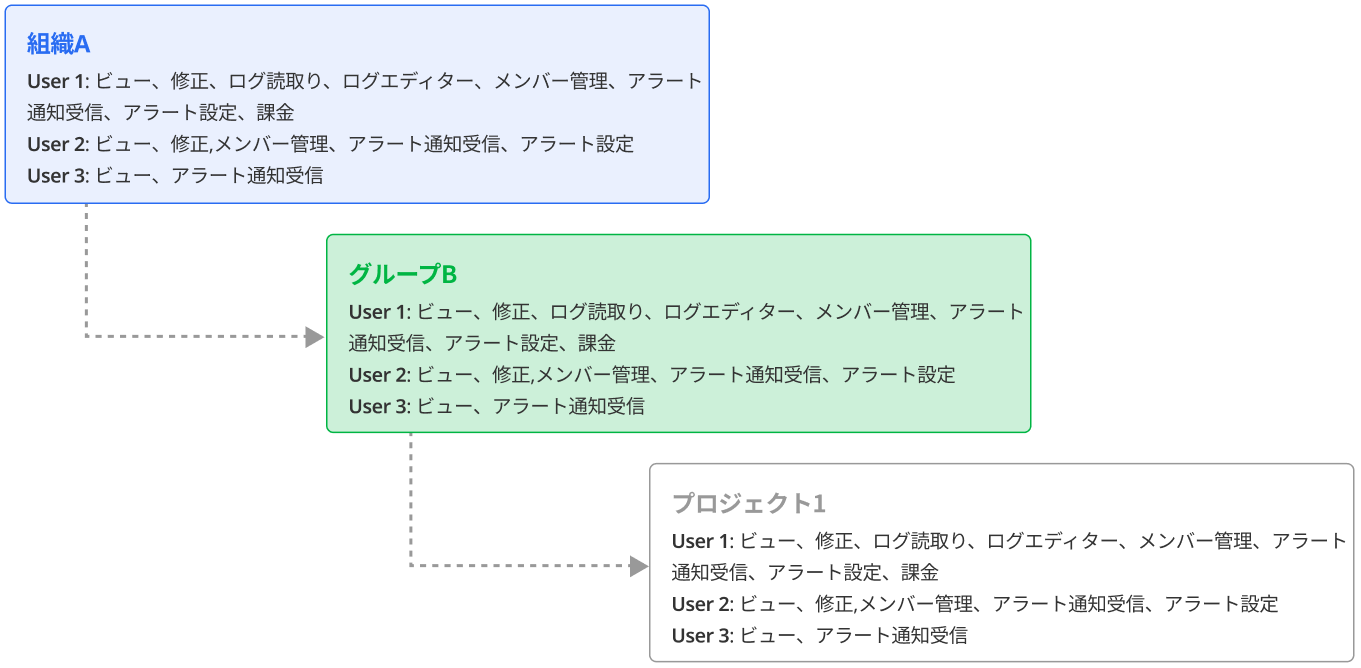 組織A
User 1: ビュー、修正、ログ読取り、ログエディター、メンバー管理、アラート
通知受信、アラート設定、課金
User 2: ビュー、修正,メンバー管理、アラート通知受信、アラート設定
User 3: ビュー、アラート通知受信
グループB
User 1: ビュー、修正、ログ読取り、ログエディター、メンバー管理、アラート
通知受信、アラート設定、課金
User 2: ビュー、修正,メンバー管理、アラート通知受信、アラート設定
User 3: ビュー、アラート通知受信
プロジェクト1
User 1: ビュー、修正、ログ読取り、ログエディター、メンバー管理、アラート
通知受信、アラート設定、課金
User 2: ビュー、修正,メンバー管理、アラート通知受信、アラート設定
User 3: ビュー、アラート通知受信